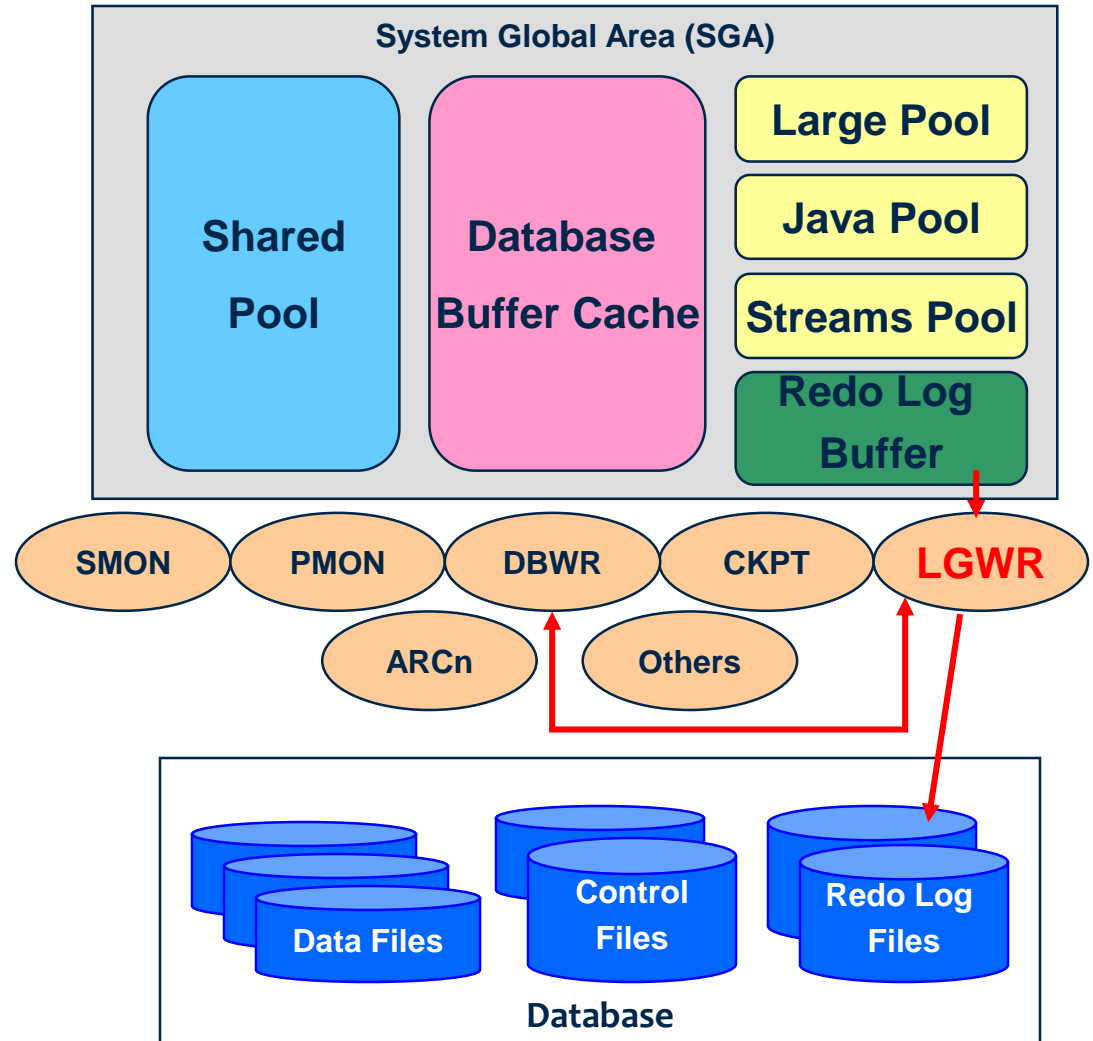 System Global Area (SGA)
Shared
Pool
Database
Buffer Cache
Large Pool
Java Pool
Streams Pool
Redo Log
Buffer
SMON
PMON
DBWR
CKPT
LGWR
ARCn
Others
Data Files
Control
Files
Redo Log
Files
Database